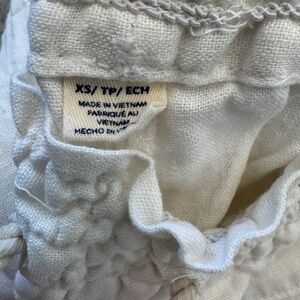 XS/ TP/ ECH
MADE IN VIETNAM
FABRIQUÉ AU
VIETNAM
HECHO EN